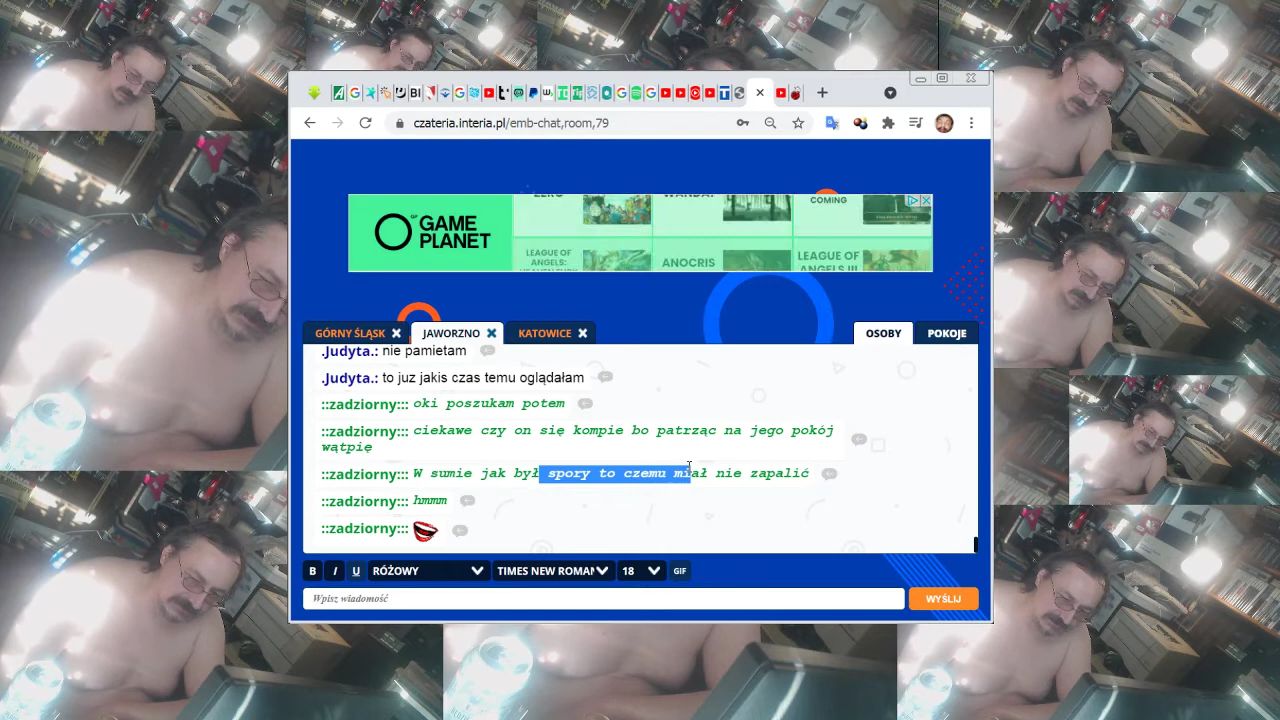 czateria.interia.pl/emb-chat,room,79
GAME
PLANET
COMING
LEAGUE OF
ANGELS:
ANOCRIS
LEAGUE OF
ANGELS III
GÓRNY ŚLĄSK
JAWORZNO
KATOWICE
OSOBY
POKOJE
.Judyta.: nie pamietam
.Judyta.: to juz jakis czas temu oglądałam
::zadziorny::: oki poszukam potem
::zadziorny::: ciekawe czy on się kompie bo patrząc na jego pokój
wątpię
::zadziorny::: W sumie jak był spory to czemu miał nie zapalić
::zadziorny::: hmmm
::zadziorny:::
B I U RÓŻOWY TIMES NEW ROMAN 18 GIF
Wpisz wiadomość
WYŚLIJ